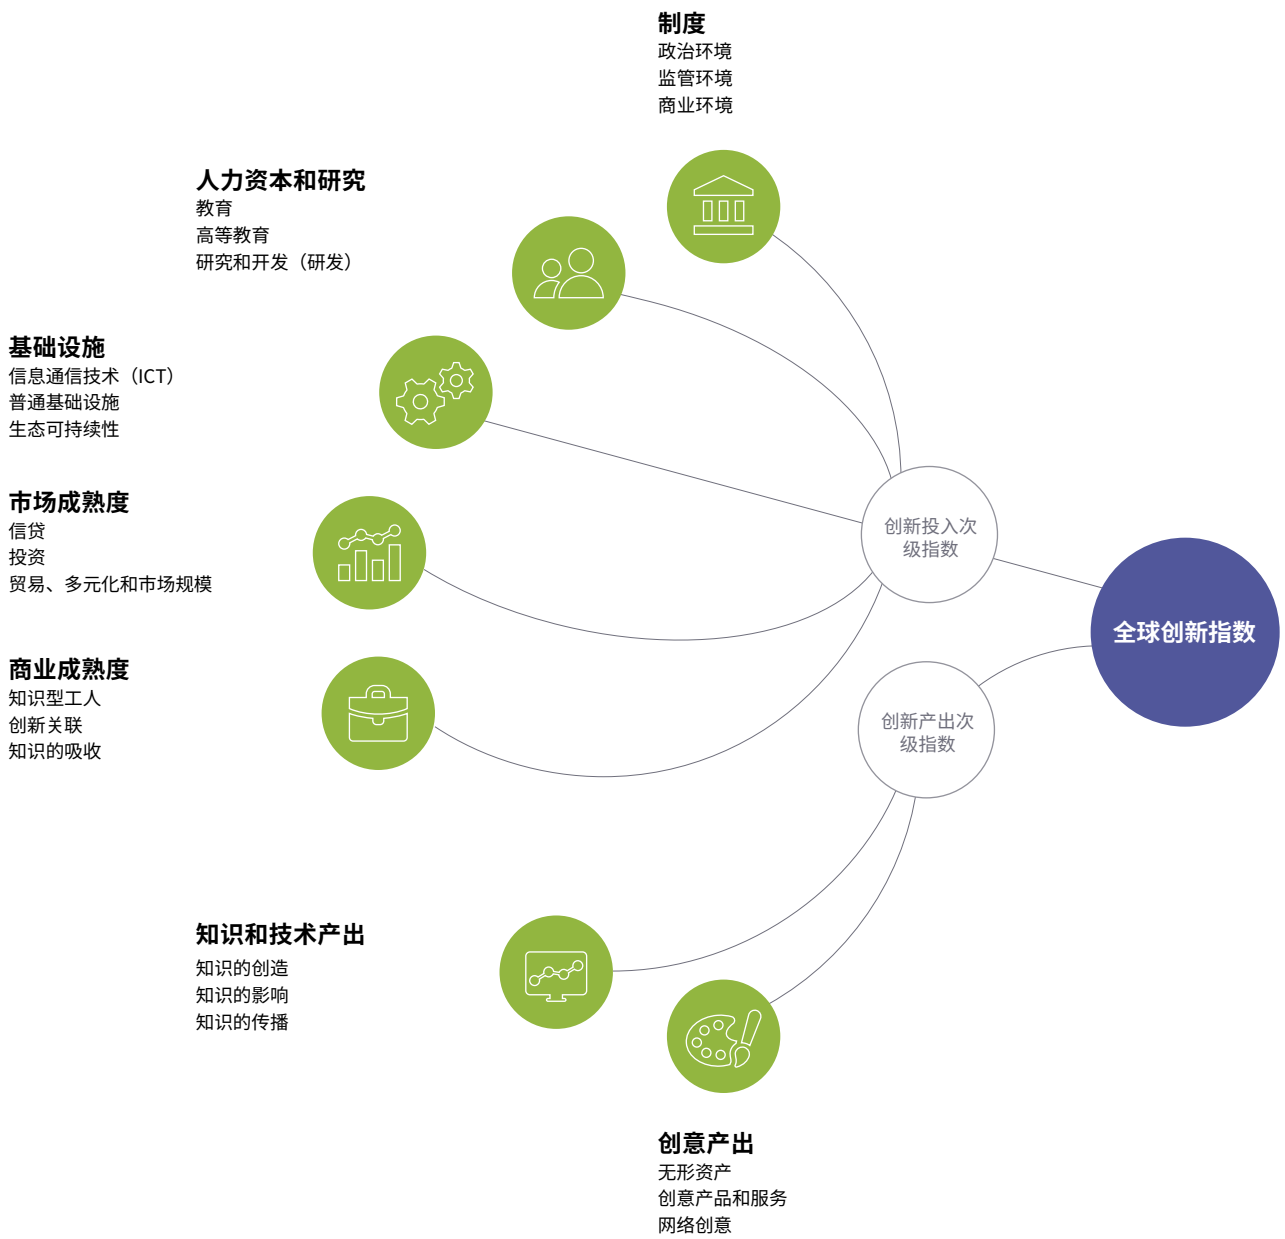 制度
政治环境
监管环境
商业环境
人力资本和研究
教育
高等教育
研究和开发（研发）
基础设施
信息通信技术（ICT）
普通基础设施
生态可持续性
市场成熟度
信贷
投资
贸易、多元化和市场规模
商业成熟度
知识型工人
创新关联
知识的吸收
创新投入次
级指数
全球创新指数
创新产出次
级指数
知识和技术产出
知识的创造
知识的影响
知识的传播
创意产出
无形资产
创意产品和服务
网络创意